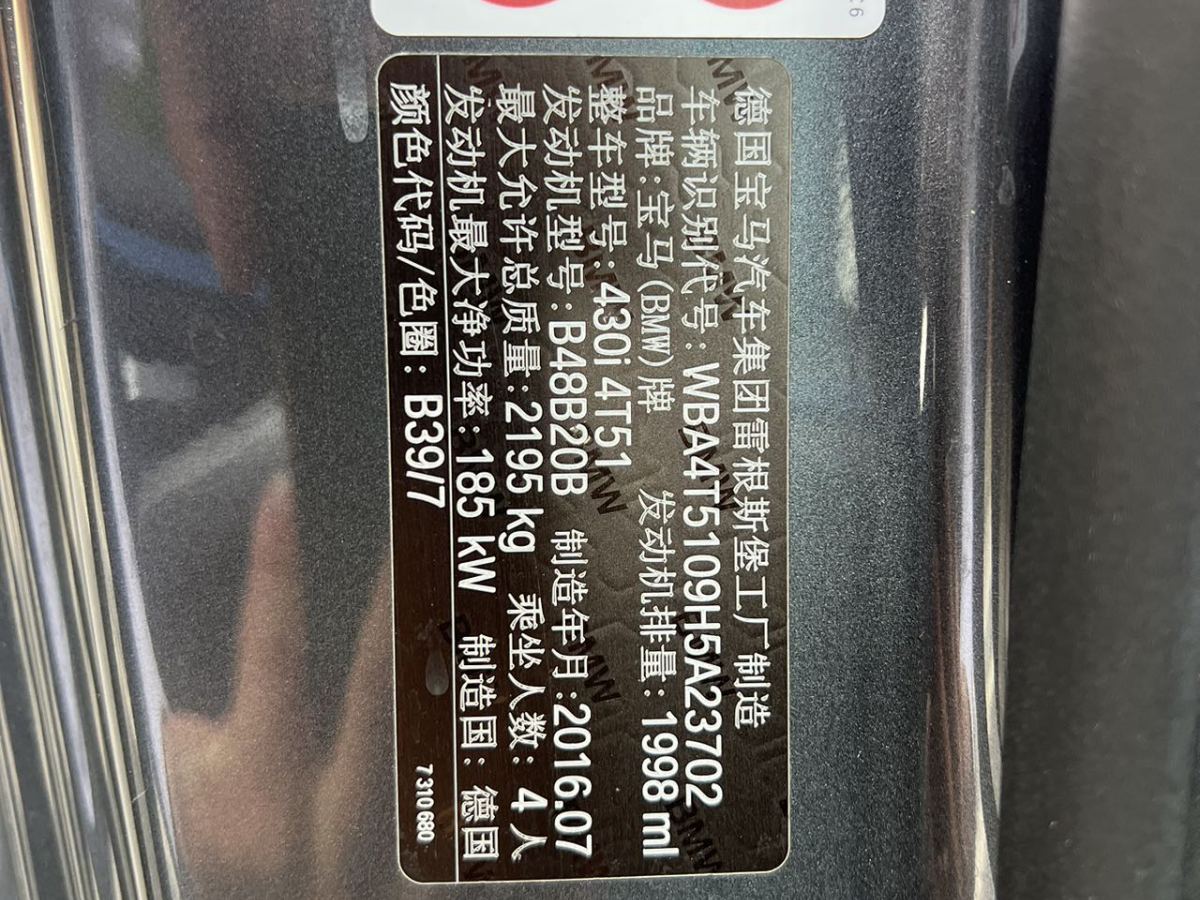 德国宝马汽车集团雷根斯堡工厂制造
车辆识别代号: WBA4T5109H5A23702
品牌:宝马(BMW)牌 发动机排量: 1998 ml
整车型号:430i 4T51
发动机型号:B48B20B 制造年月:2016.07
最大允许总质量:2195 kg 乘坐人数: 4 人
发动机最大净功率:185 kW 制造国: 德国
颜色代码/色圈: B39/7
7 310 680